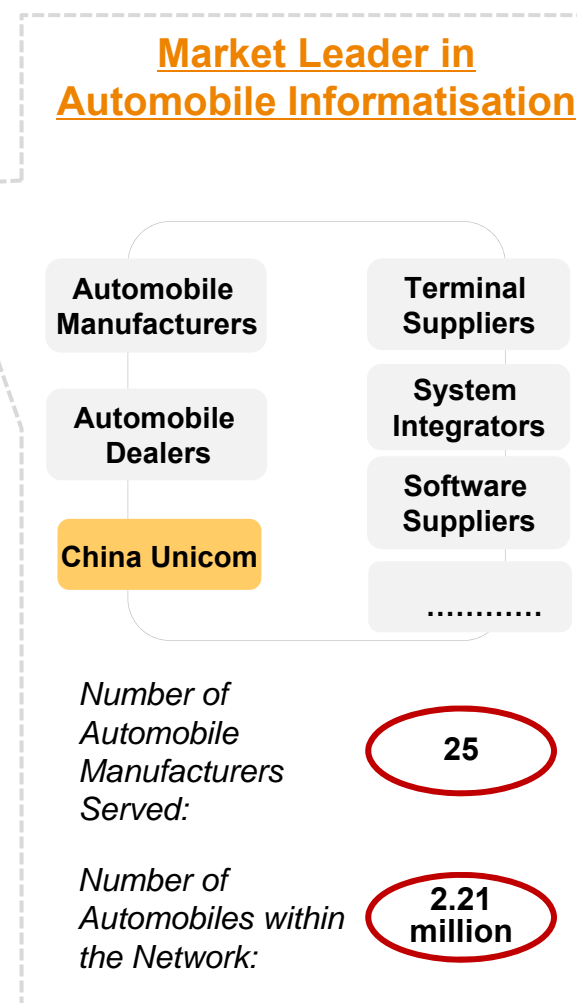 Market Leader in
Automobile Informatisation
Automobile
Manufacturers
Automobile
Dealers
China Unicom
Terminal
Suppliers
System
Integrators
Software
Suppliers
…………
Number of
Automobile
Manufacturers
Served:
25
Number of
Automobiles within
the Network:
2.21
million